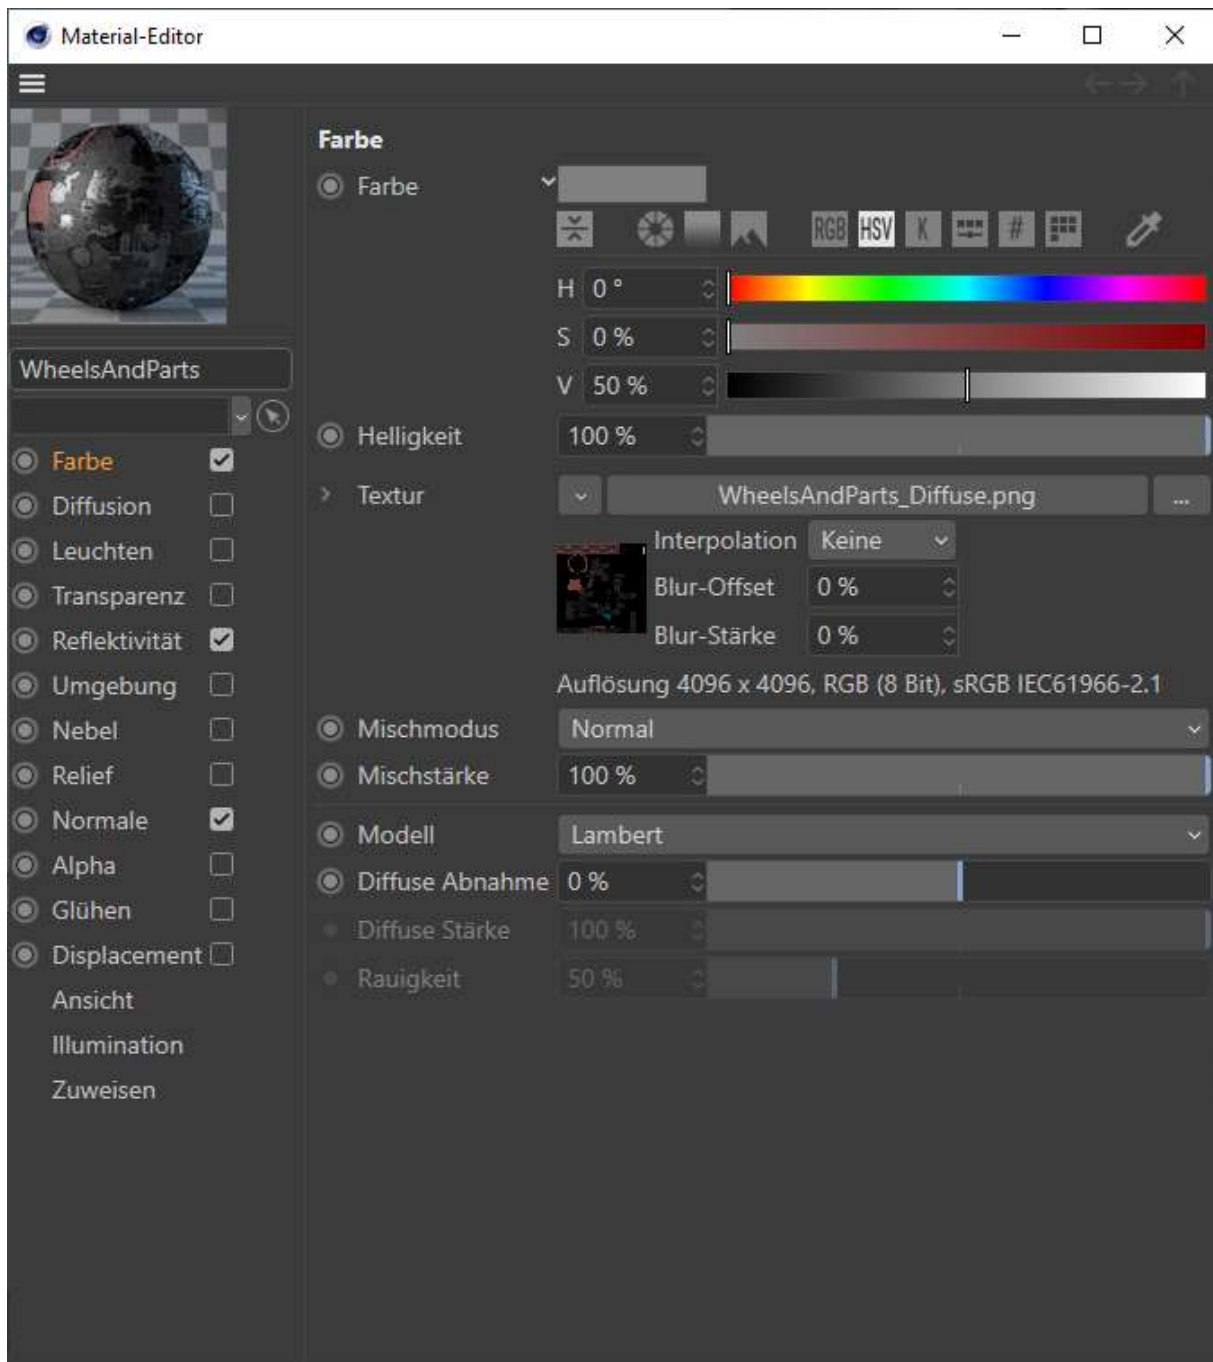 Material-Editor
WheelsAndParts
Farbe
Diffusion
Leuchten
Transparenz
Reflektivität
Umgebung
Nebel
Relief
Normale
Alpha
Glühen
Displacement
Ansicht
Illumination
Zuweisen
Farbe
Farbe
RGB HSV K #
H 0 °
S 0 %
V 50 %
Helligkeit 100 %
Textur WheelsAndParts_Diffuse.png ...
Interpolation Keine
Blur-Offset 0 %
Blur-Stärke 0 %
Auflösung 4096 x 4096, RGB (8 Bit), sRGB IEC61966-2.1
Mischmodus Normal
Mischstärke 100 %
Modell Lambert
Diffuse Abnahme 0 %
Diffuse Stärke 100 %
Rauigkeit 50 %